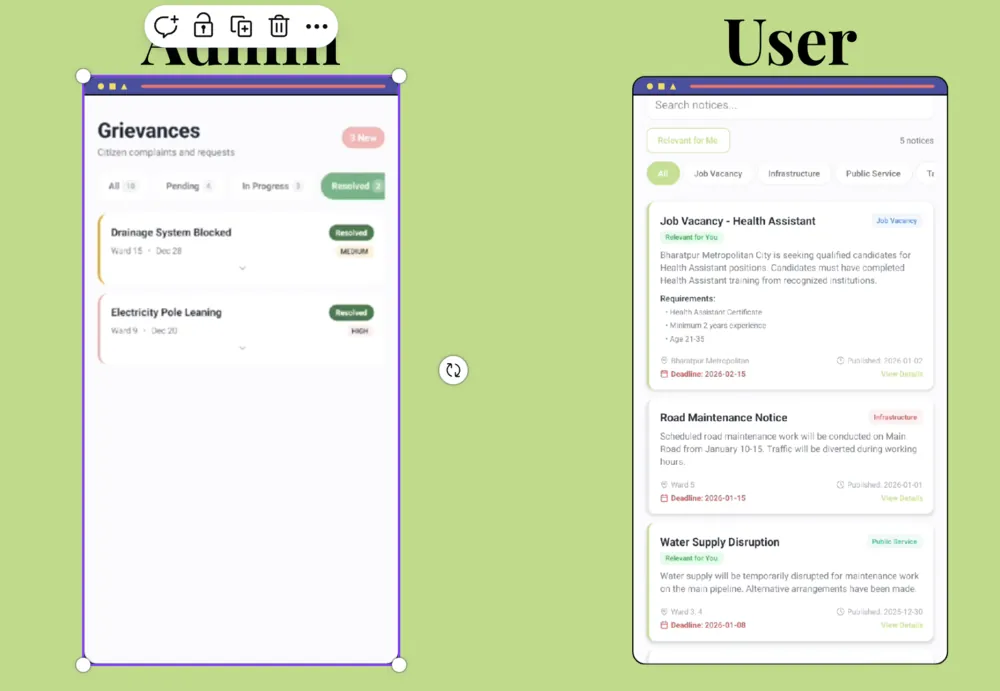 Admin
Grievances
Citizen complaints and requests
3 New
All 10
Pending 4
In Progress 3
Resolved 2
Drainage System Blocked
Resolved
Ward 15 • Dec 28
MEDIUM
Electricity Pole Leaning
Resolved
Ward 9 • Dec 20
HIGH
User
Search notices...
Relevant for Me
5 notices
All
Job Vacancy
Infrastructure
Public Service
Job Vacancy - Health Assistant
Job Vacancy
Relevant for You
Bharatpur Metropolitan City is seeking qualified candidates for
Health Assistant positions. Candidates must have completed
Health Assistant training from recognized institutions.
Requirements:
• Health Assistant Certificate
• Minimum 2 years experience
• Age 21-35
Bharatpur Metropolitan
Published: 2026-01-02
Deadline: 2026-02-15
View Details
Road Maintenance Notice
Infrastructure
Scheduled road maintenance work will be conducted on Main
Road from January 10-15. Traffic will be diverted during working
hours.
Ward 5
Published: 2026-01-01
Deadline: 2026-01-15
View Details
Water Supply Disruption
Public Service
Relevant for You
Water supply will be temporarily disrupted for maintenance work
on the main pipeline. Alternative arrangements have been made.
Ward 3, 4
Published: 2025-12-30
Deadline: 2026-01-08
View Details